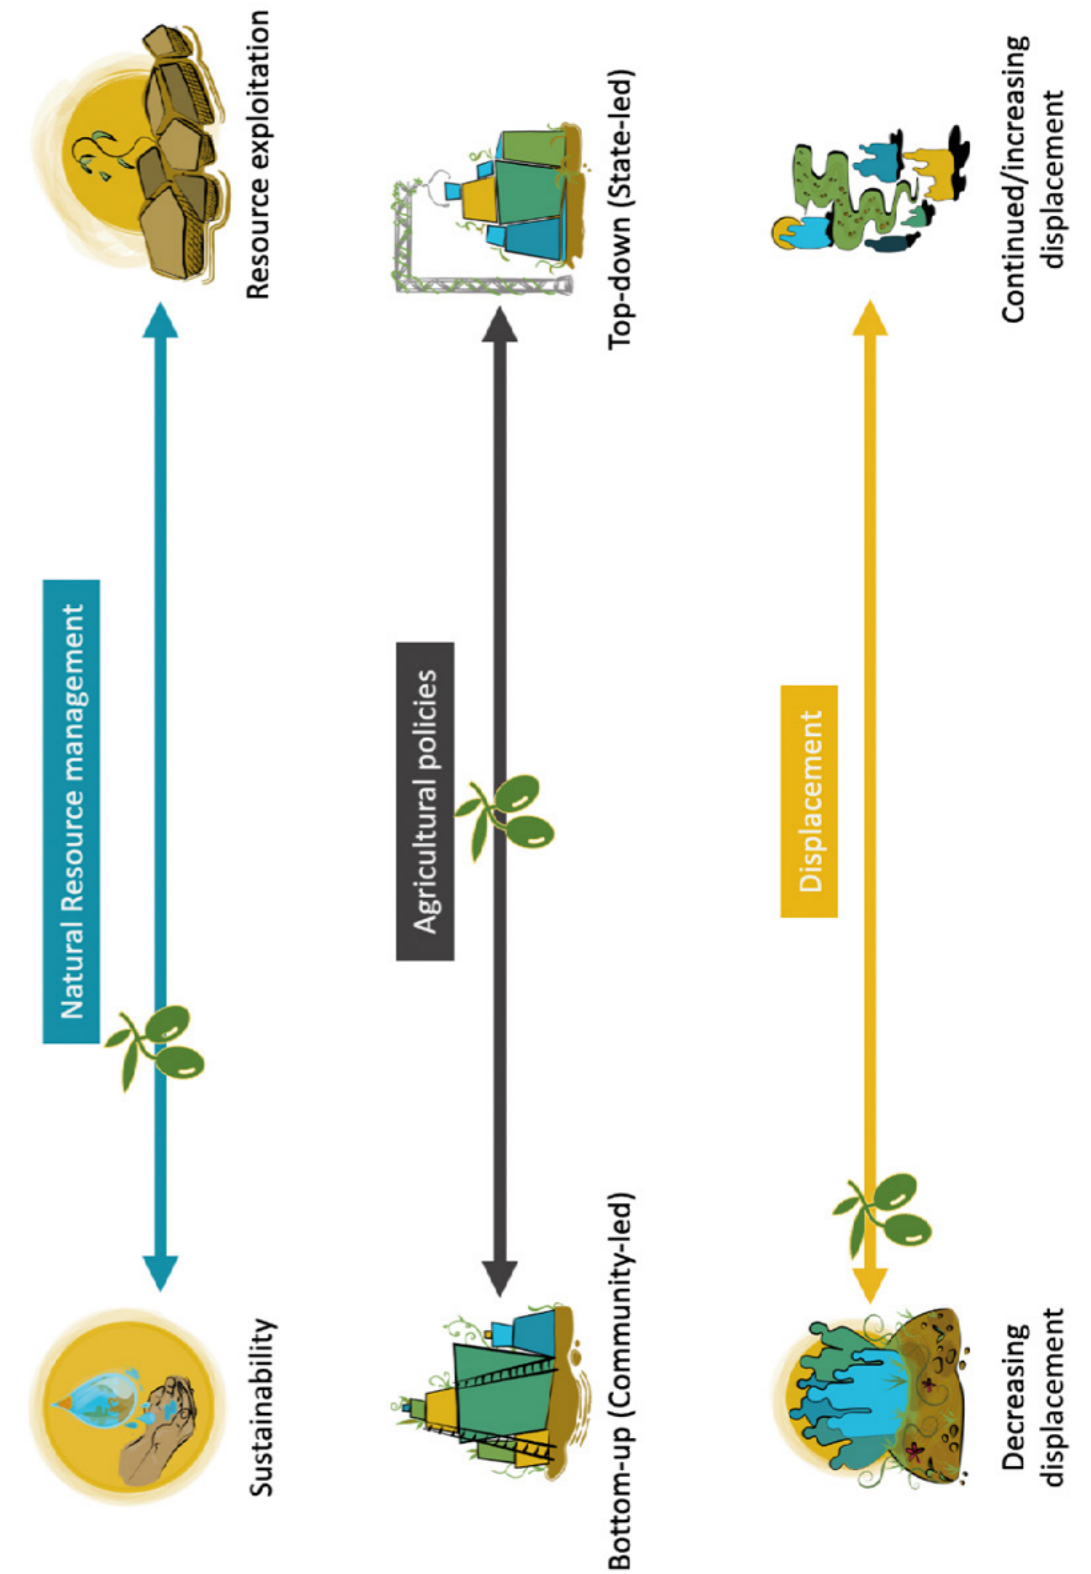 Natural Resource management
Sustainability
Resource exploitation
Agricultural policies
Bottom-up (Community-led)
Top-down (State-led)
Displacement
Decreasing
displacement
Continued/increasing
displacement